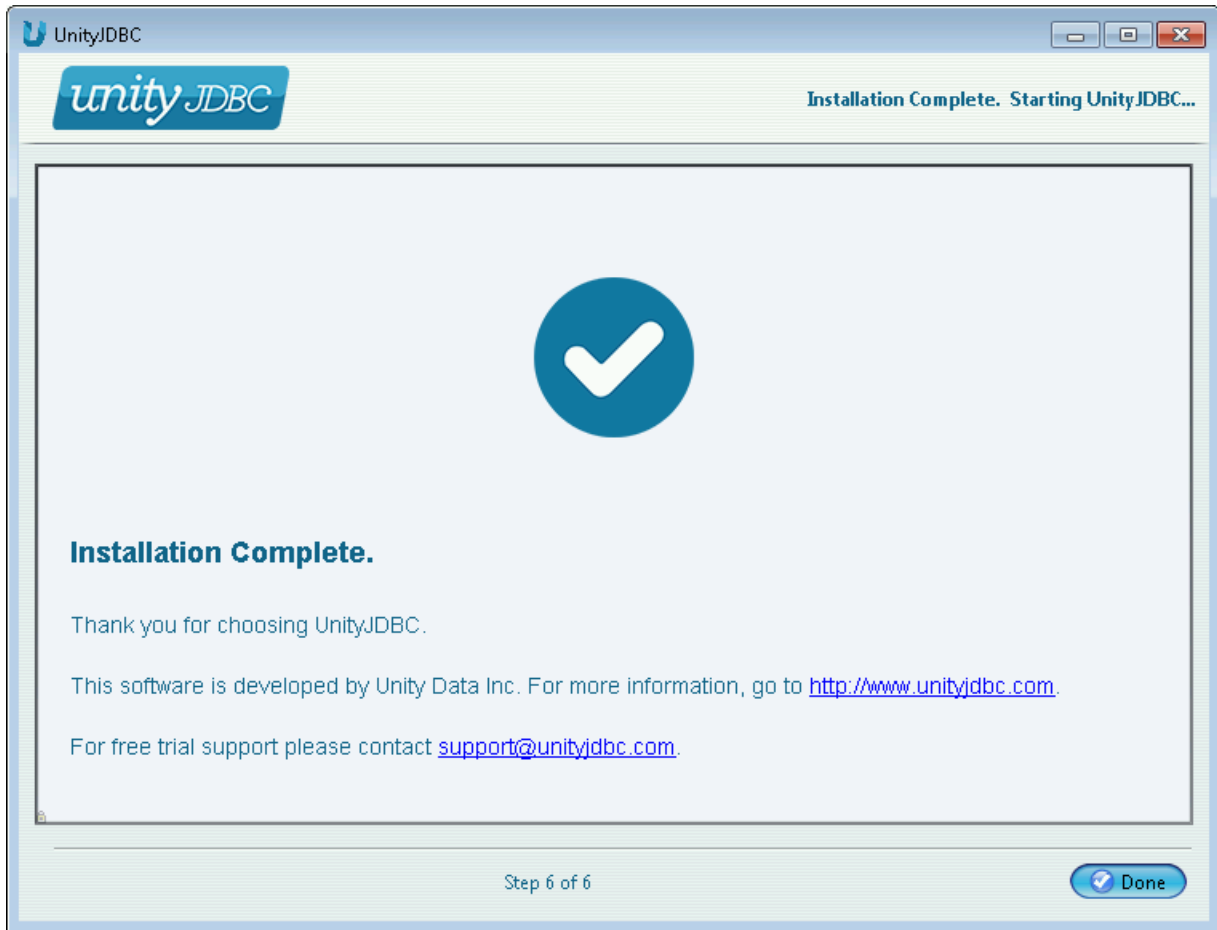 UnityJDBC
unity JDBC
Installation Complete. Starting UnityJDBC...
Installation Complete.
Thank you for choosing UnityJDBC.
This software is developed by Unity Data Inc. For more information, go to http://www.unityjdbc.com.
For free trial support please contact support@unityjdbc.com.
Step 6 of 6
Done